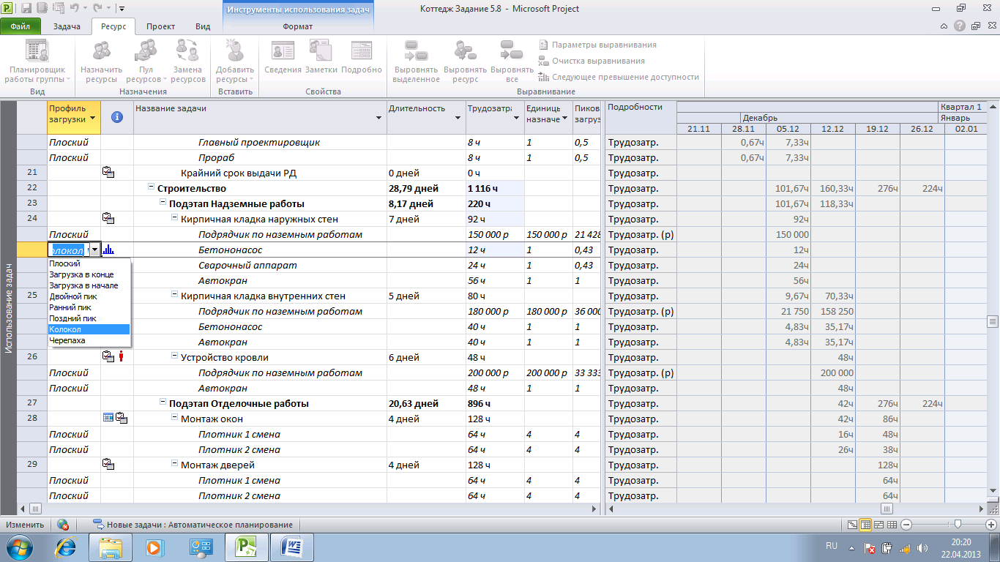 Инструменты использования задач
Коттедж Задание 5.8 - Microsoft Project
Файл Задача Ресурс Проект Вид Формат
Планировщик работы группы
Назначить ресурсы
Пул ресурсов
Замена ресурсов
Добавить ресурсы
Сведения Заметки Подробно
Выровнять выделенное
Выровнять ресурс
Выровнять все
Параметры выравнивания
Очистка выравнивания
Следующее превышение доступности
Вид Назначения Вставить Свойства Выравнивание
Профиль загрузки Название задачи Длительность Трудозатра Единиць назначе Пиков загруз Подробности Квартал 1
Декабрь Январь
21.11 28.11 05.12 12.12 19.12 26.12 02.01
Плоский Главный проектировщик 8 ч 1 0,5 Трудозатр. 0,67ч 7,33ч
Плоский Прораб 8 ч 1 0,5 Трудозатр. 0,67ч 7,33ч
21 Крайний срок выдачи РД 0 дней 0 ч Трудозатр.
22 Строительство 28,79 дней 1 116 ч Трудозатр. 101,67ч 160,33ч 276ч 224ч
23 Подэтап Надземные работы 8,17 дней 220 ч Трудозатр. 101,67ч 118,33ч
24 Кирпичная кладка наружных стен 7 дней 92 ч Трудозатр. 92ч
Плоский Подрядчик по наземным работам 150 000 р 150 000 р 21 428 Трудозатр. (р) 150 000
олокол Бетононасос 12 ч 1 0,43 Трудозатр. 12ч
Сварочный аппарат 24 ч 1 0,43 Трудозатр. 24ч
Автокран 56 ч 1 1 Трудозатр. 56ч
25 Кирпичная кладка внутренних стен 5 дней 80 ч Трудозатр. 9,67ч 70,33ч
Подрядчик по наземным работам 180 000 р 180 000 р 36 000 Трудозатр. (р) 21 750 158 250
Бетононасос 40 ч 1 1 Трудозатр. 4,83ч 35,17ч
Автокран 40 ч 1 1 Трудозатр. 4,83ч 35,17ч
Плоский
Загрузка в конце
Загрузка в начале
Двойной пик
Ранний пик
Поздний пик
Колокол
Черепаха
26 Устройство кровли 6 дней 48 ч Трудозатр. 48ч
Плоский Подрядчик по наземным работам 200 000 р 200 000 р 33 333 Трудозатр. (р) 200 000
Плоский Автокран 48 ч 1 1 Трудозатр. 48ч
27 Подэтап Отделочные работы 20,63 дней 896 ч Трудозатр. 42ч 276ч 224ч
28 Монтаж окон 4 дней 128 ч Трудозатр. 42ч 86ч
Плоский Плотник 1 смена 64 ч 4 4 Трудозатр. 16ч 48ч
Плоский Плотник 2 смена 64 ч 4 4 Трудозатр. 26ч 38ч
29 Монтаж дверей 4 дней 128 ч Трудозатр. 128ч
Плоский Плотник 1 смена 64 ч 4 4 Трудозатр. 64ч
Плоский Плотник 2 смена 64 ч 4 4 Трудозатр. 64ч
Использование задач
Изменить Новые задачи : Автоматическое планирование
RU 20:20
22.04.2013